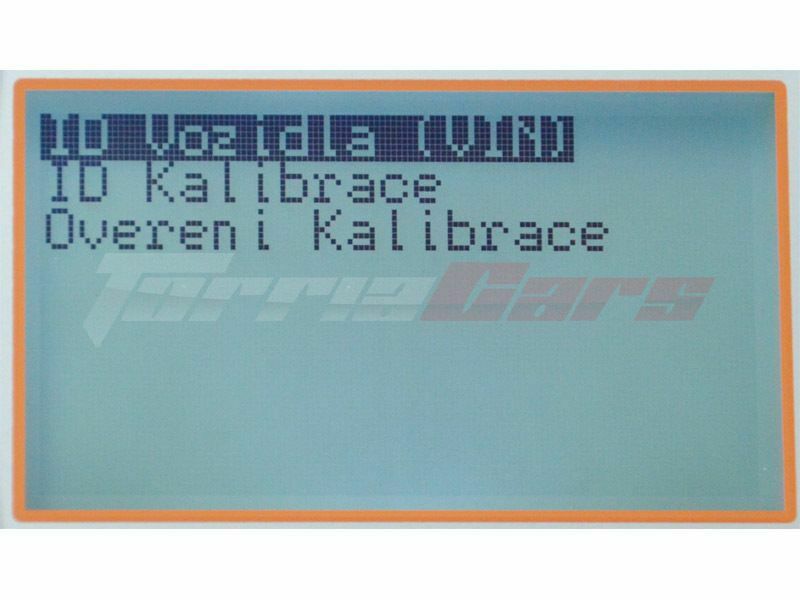 ID Vozidla (VIN)
ID Kalibrace
Overeni Kalibrace
TorriaCars